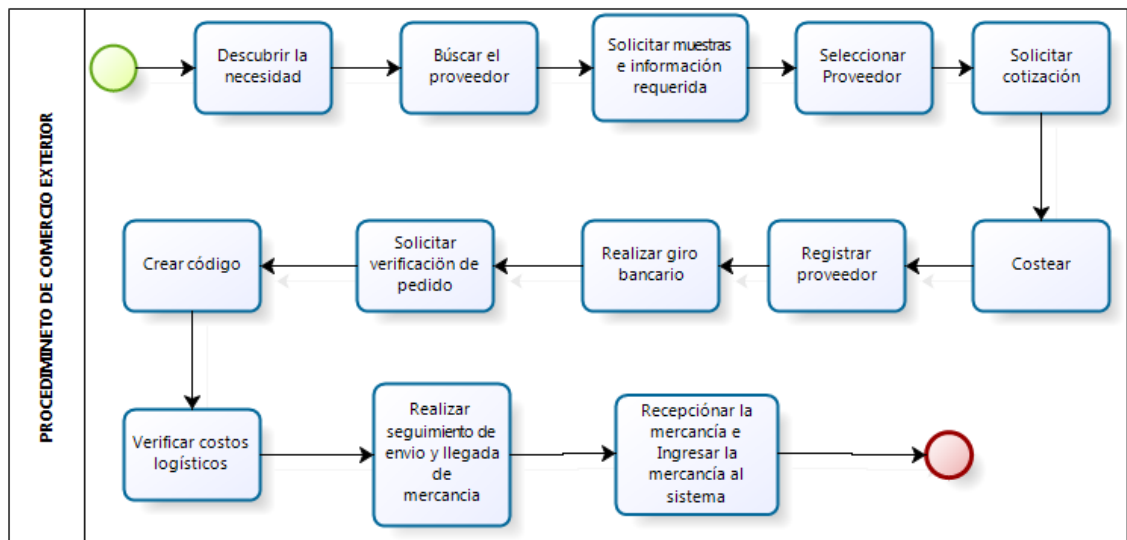 PROCEDIMINETO DE COMERCIO EXTERIOR
Descubrir la
necesidad
Búscar el
proveedor
Solicitar muestras
e información
requerida
Seleccionar
Proveedor
Solicitar
cotización
Costear
Registrar
proveedor
Realizar giro
bancario
Solicitar
verificación de
pedido
Crear código
Verificar costos
logísticos
Realizar
seguimiento de
envio y llegada de
mercancia
Recepciónar la
mercancía e
Ingresar la
mercancía al
sistema